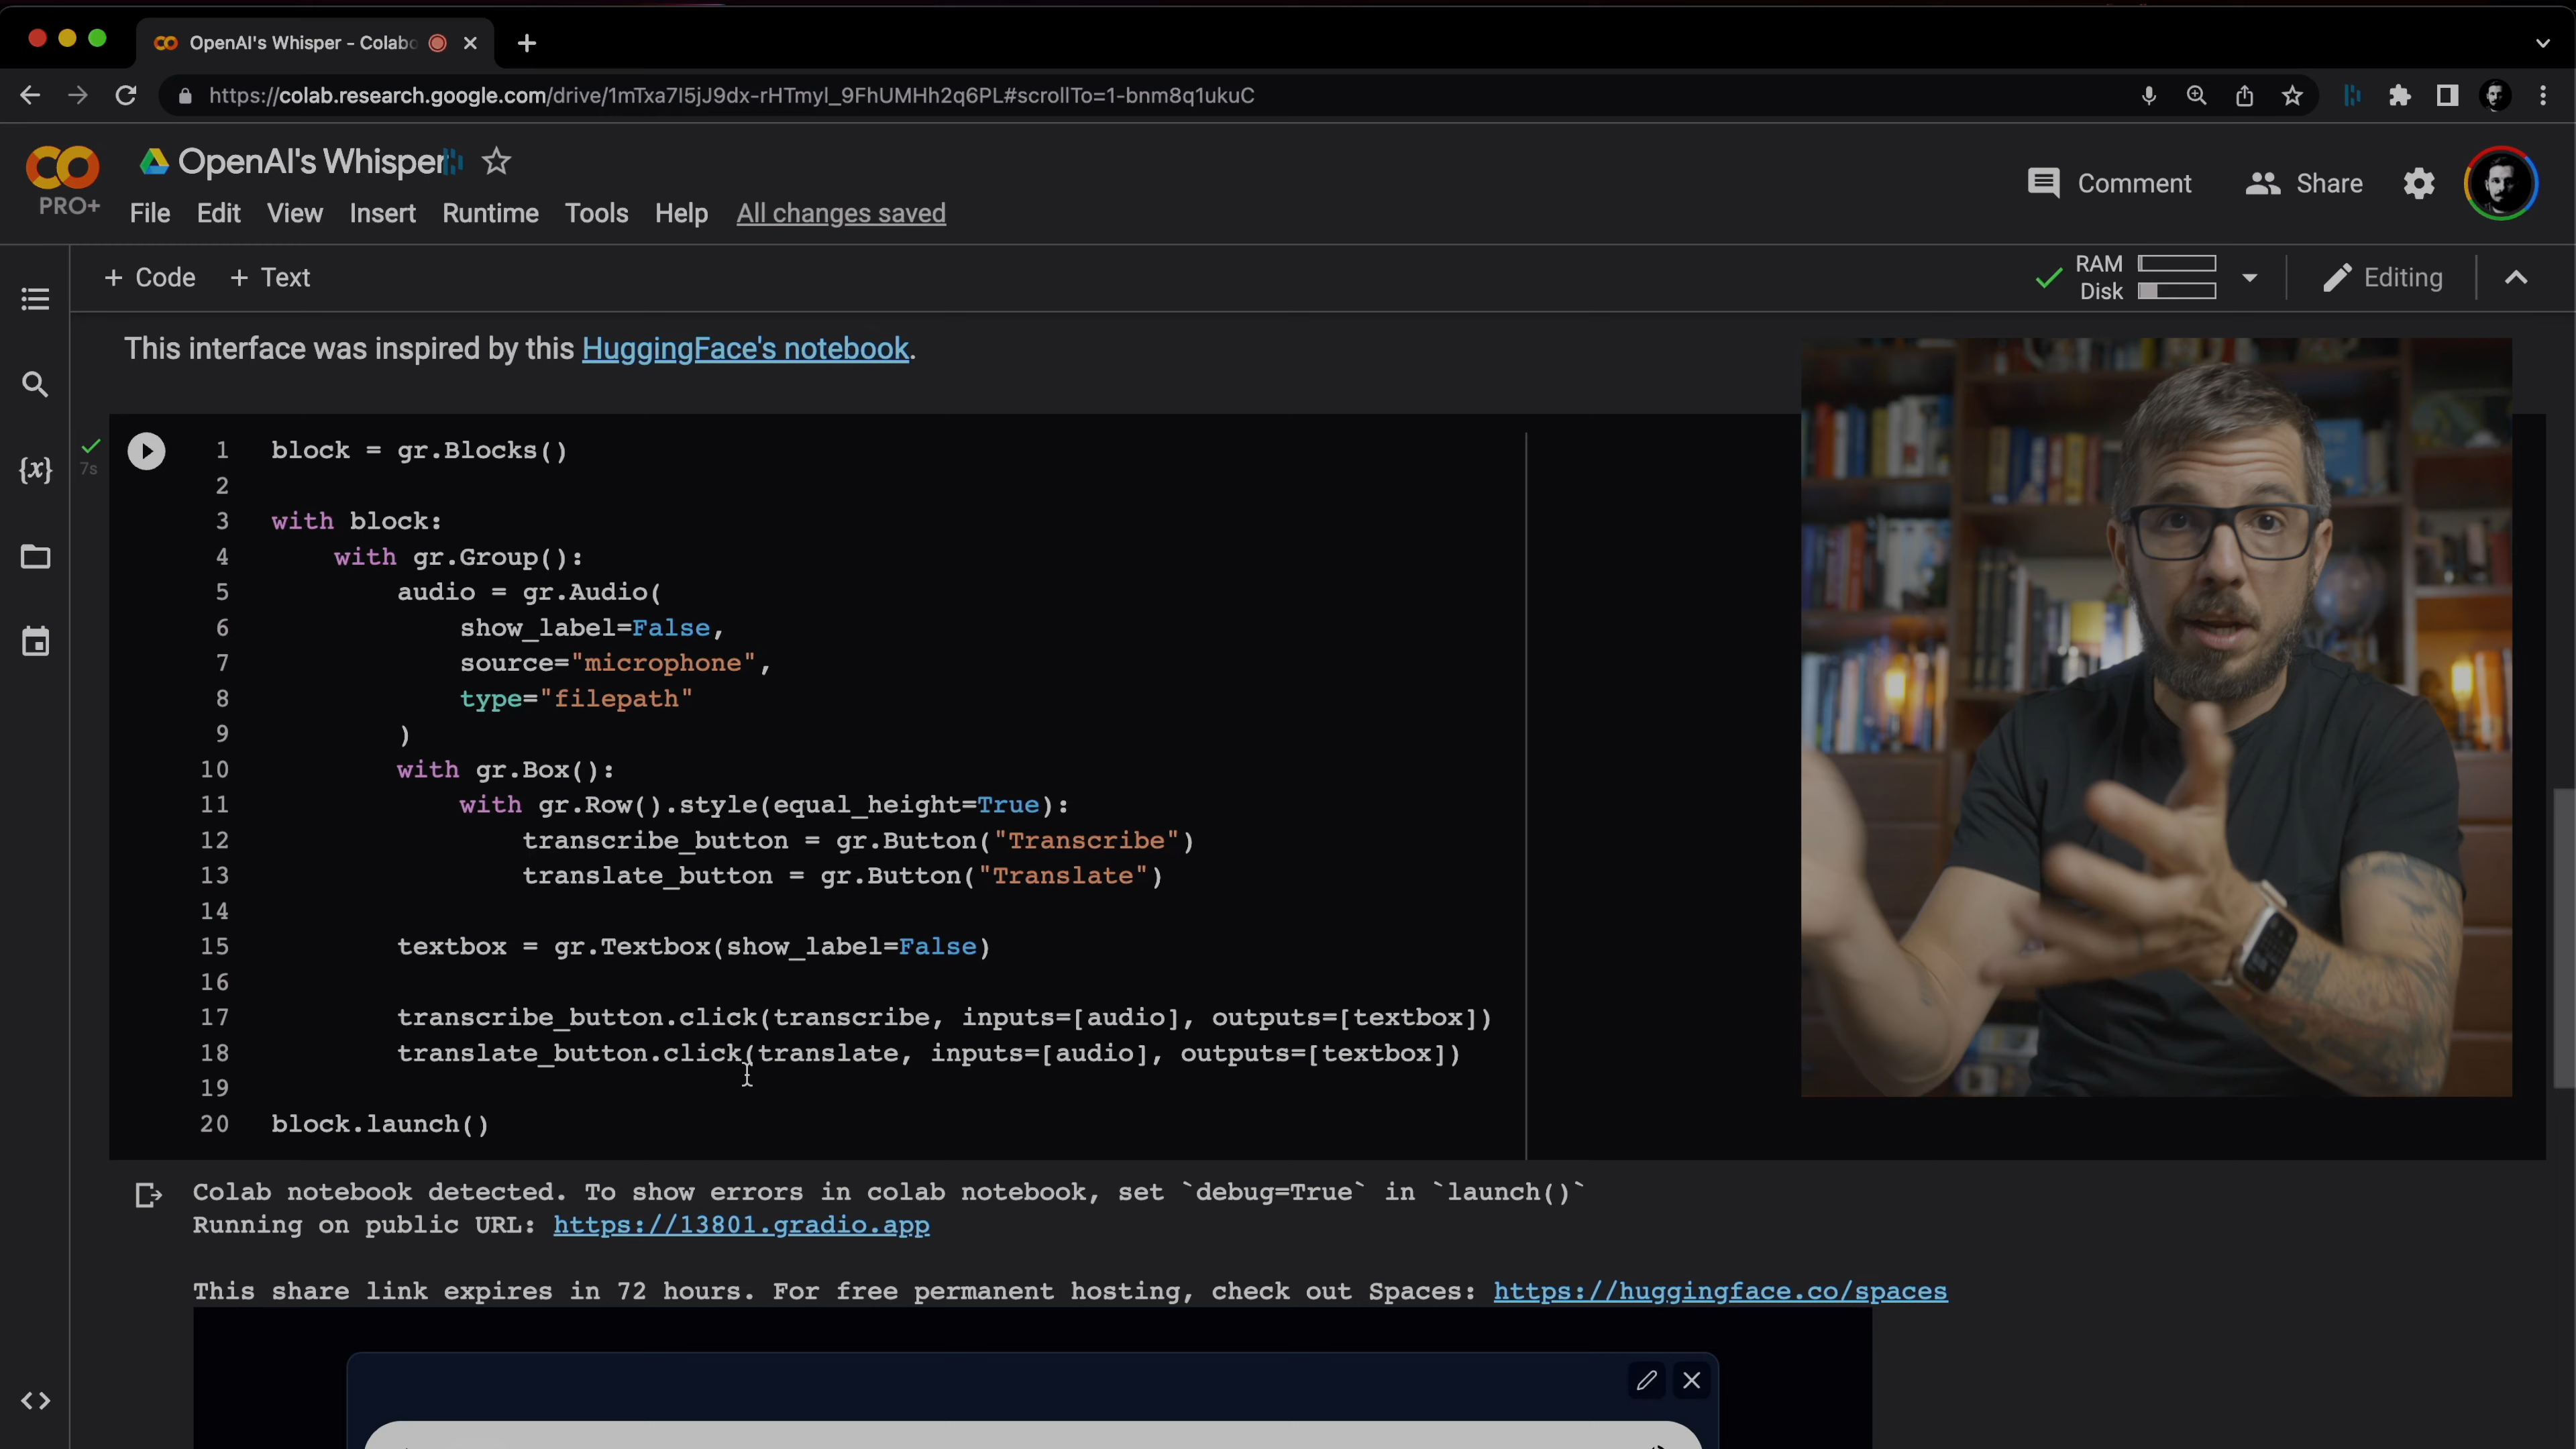 OpenAI's Whisper - Colabo
https://colab.research.google.com/drive/1mTxa7I5jJ9dx-rHTmyl_9FhUMHh2q6PL#scrollTo=1-bnm8q1ukuC
OpenAI's Whisper
PRO+
File Edit View Insert Runtime Tools Help All changes saved
Comment Share
+ Code + Text
RAM
Disk
Editing
This interface was inspired by this HuggingFace's notebook.
{x}
7s
1 block = gr.Blocks()
2
3 with block:
4 with gr.Group():
5 audio = gr.Audio(
6 show_label=False,
7 source="microphone",
8 type="filepath"
9 )
10 with gr.Box():
11 with gr.Row().style(equal_height=True):
12 transcribe_button = gr.Button("Transcribe")
13 translate_button = gr.Button("Translate")
14
15 textbox = gr.Textbox(show_label=False)
16
17 transcribe_button.click(transcribe, inputs=[audio], outputs=[textbox])
18 translate_button.click(translate, inputs=[audio], outputs=[textbox])
19
20 block.launch()
Colab notebook detected. To show errors in colab notebook, set `debug=True` in `launch()`
Running on public URL: https://13801.gradio.app
This share link expires in 72 hours. For free permanent hosting, check out Spaces: https://huggingface.co/spaces